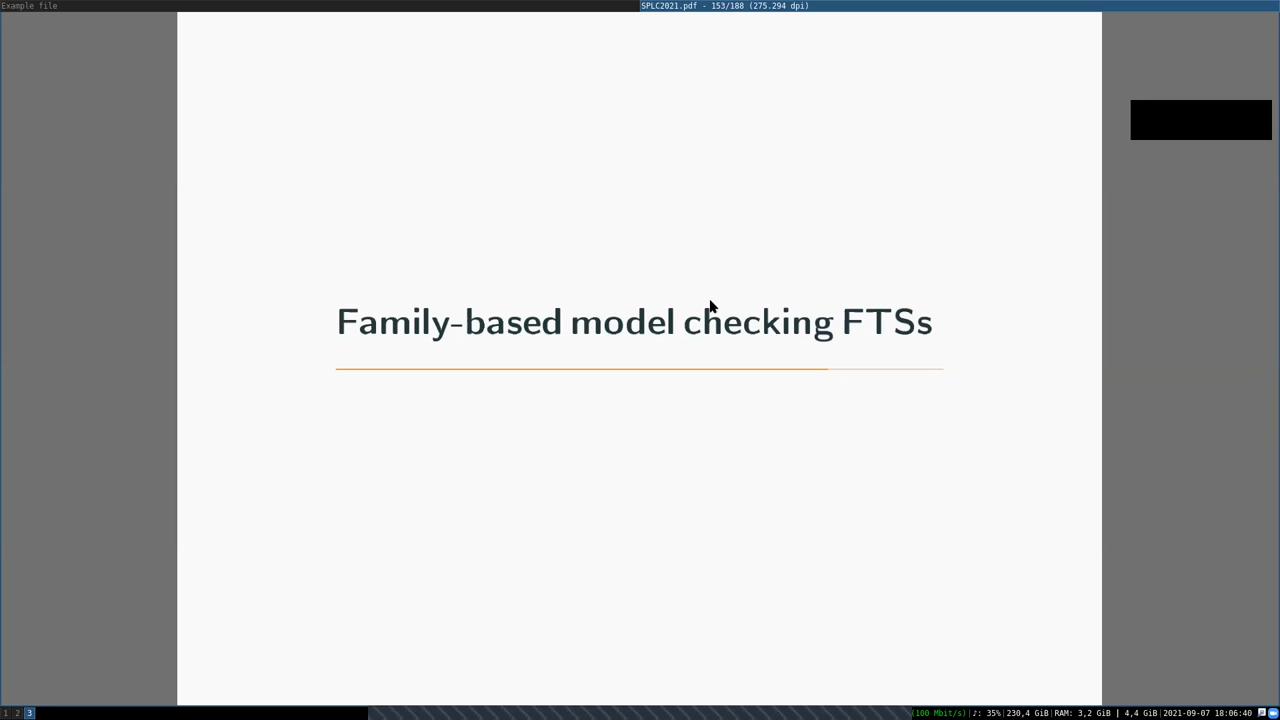 Example file
SPLC2021.pdf - 153/188 (275.294 dpi)
Family-based model checking FTSs
1 2 3
(100 Mbit/s)|♪: 35%|230,4 GiB|RAM: 3,2 GiB | 4,4 GiB|2021-09-07 18:06:40